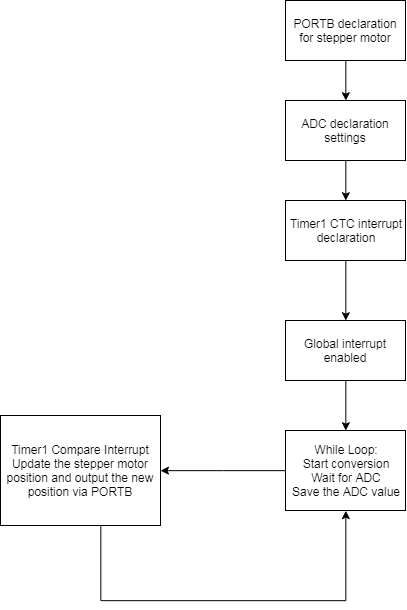 PORTB declaration
for stepper motor
ADC declaration
settings
Timer1 CTC interrupt
declaration
Global interrupt
enabled
While Loop:
Start conversion
Wait for ADC
Save the ADC value
Timer1 Compare Interrupt
Update the stepper motor
position and output the new
position via PORTB